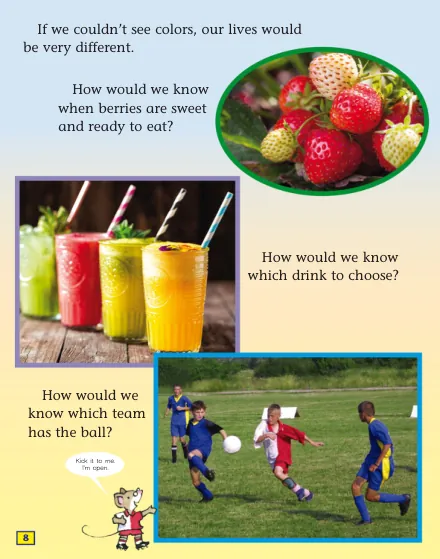 If we couldn’t see colors, our lives would
be very different.
How would we know
when berries are sweet
and ready to eat?
How would we know
which drink to choose?
How would we
know which team
has the ball?
Kick it to me.
I'm open.
8